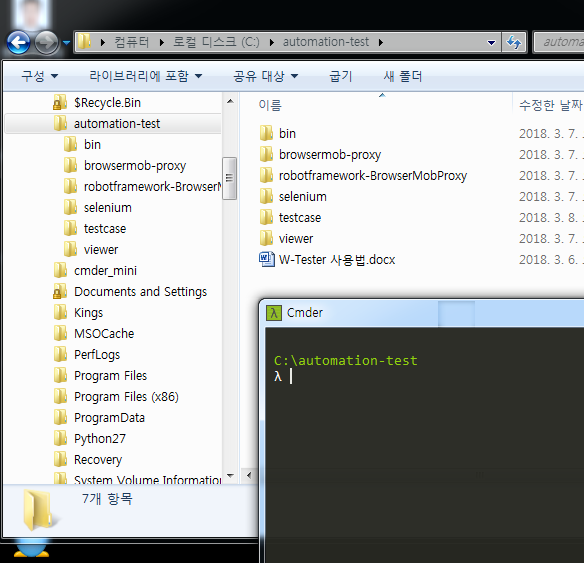 컴퓨터 ▸ 로컬 디스크 (C:) ▸ automation-test ▸
automation-test
구성 라이브러리에 포함 공유 대상 굽기 새 폴더
$Recycle.Bin
automation-test
bin
browsermob-proxy
robotframework-BrowserM
selenium
testcase
viewer
cmder_mini
Documents and Settings
Kings
MSOCache
PerfLogs
Program Files
Program Files (x86)
ProgramData
Python27
Recovery
System Volume Information
이름 수정한 날짜
bin 2018. 3. 7. ..
browsermob-proxy 2018. 3. 7. ..
robotframework-BrowserMobProxy 2018. 3. 7. ..
selenium 2018. 3. 7. ..
testcase 2018. 3. 8. ..
viewer 2018. 3. 7. ..
W-Tester 사용법.docx 2018. 3. 6. ..
7개 항목
Cmder
C:\automation-test
λ